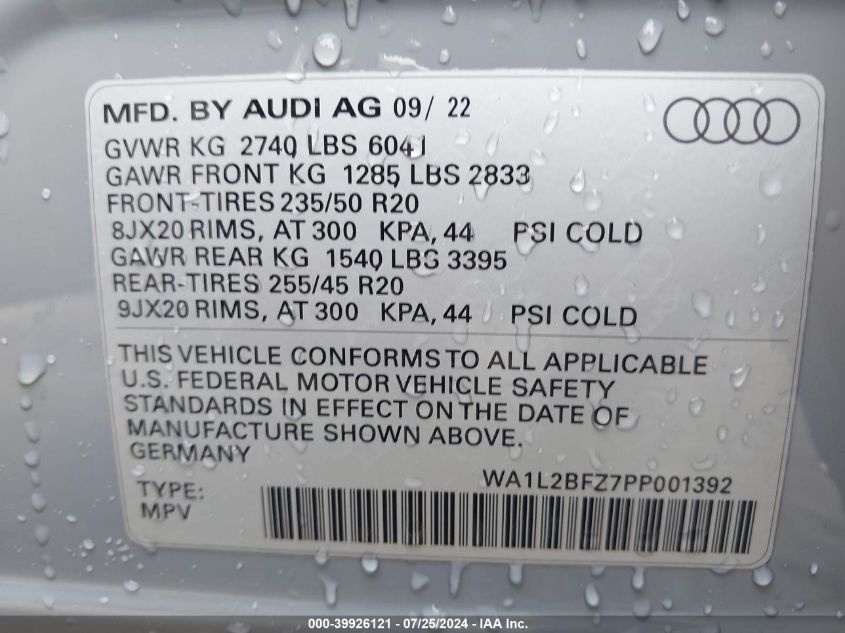 MFD. BY AUDI AG 09/ 22
GVWR KG 2740 LBS 6041
GAWR FRONT KG 1285 LBS 2833
FRONT-TIRES 235/50 R20
8JX20 RIMS, AT 300 KPA, 44 PSI COLD
GAWR REAR KG 1540 LBS 3395
REAR-TIRES 255/45 R20
9JX20 RIMS, AT 300 KPA, 44 PSI COLD
THIS VEHICLE CONFORMS TO ALL APPLICABLE
U.S. FEDERAL MOTOR VEHICLE SAFETY
STANDARDS IN EFFECT ON THE DATE OF
MANUFACTURE SHOWN ABOVE.
GERMANY
WA1L2BFZ7PP001392
TYPE:
MPV
000-39926121 - 07/25/2024 - IAA Inc.